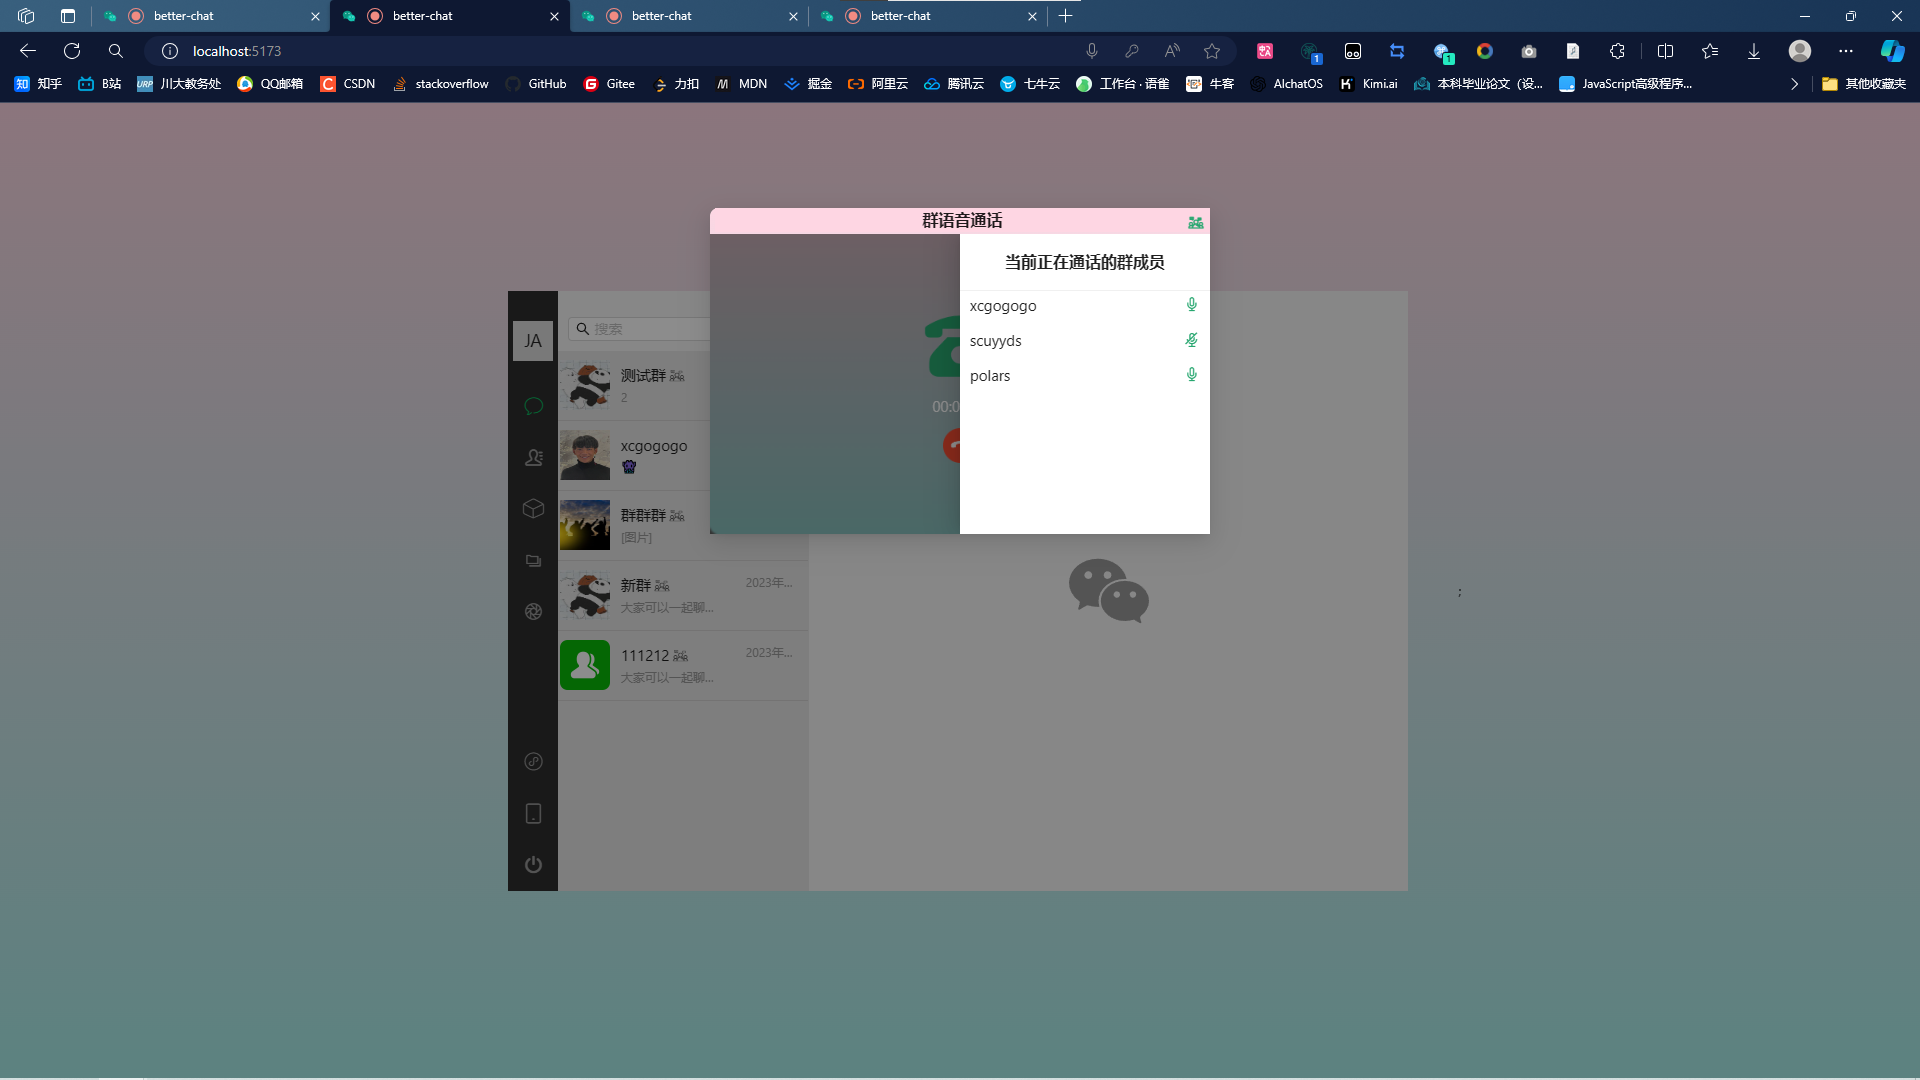 better-chat
better-chat
better-chat
better-chat
localhost:5173
1
1
知 知乎
B站
URP 川大教务处
QQ邮箱
C CSDN
stackoverflow
GitHub
G Gitee
力扣
M MDN
掘金
阿里云
腾讯云
七牛云
工作台 · 语雀
牛客
AIchatOS
K Kimi.ai
本科毕业论文（设...
JavaScript高级程序...
其他收藏夹
群语音通话
当前正在通话的群成员
xcgogogo
scuyyds
polars
00:0
JA
搜索
测试群
2
xcgogogo
群群群
[图片]
新群
2023年...
大家可以一起聊...
111212
2023年...
大家可以一起聊...
;